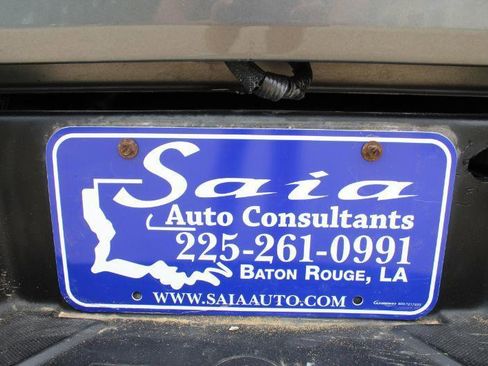 Saia
Auto Consultants
225-261-0991
BATON ROUGE, LA
WWW.SAIAAUTO.COM